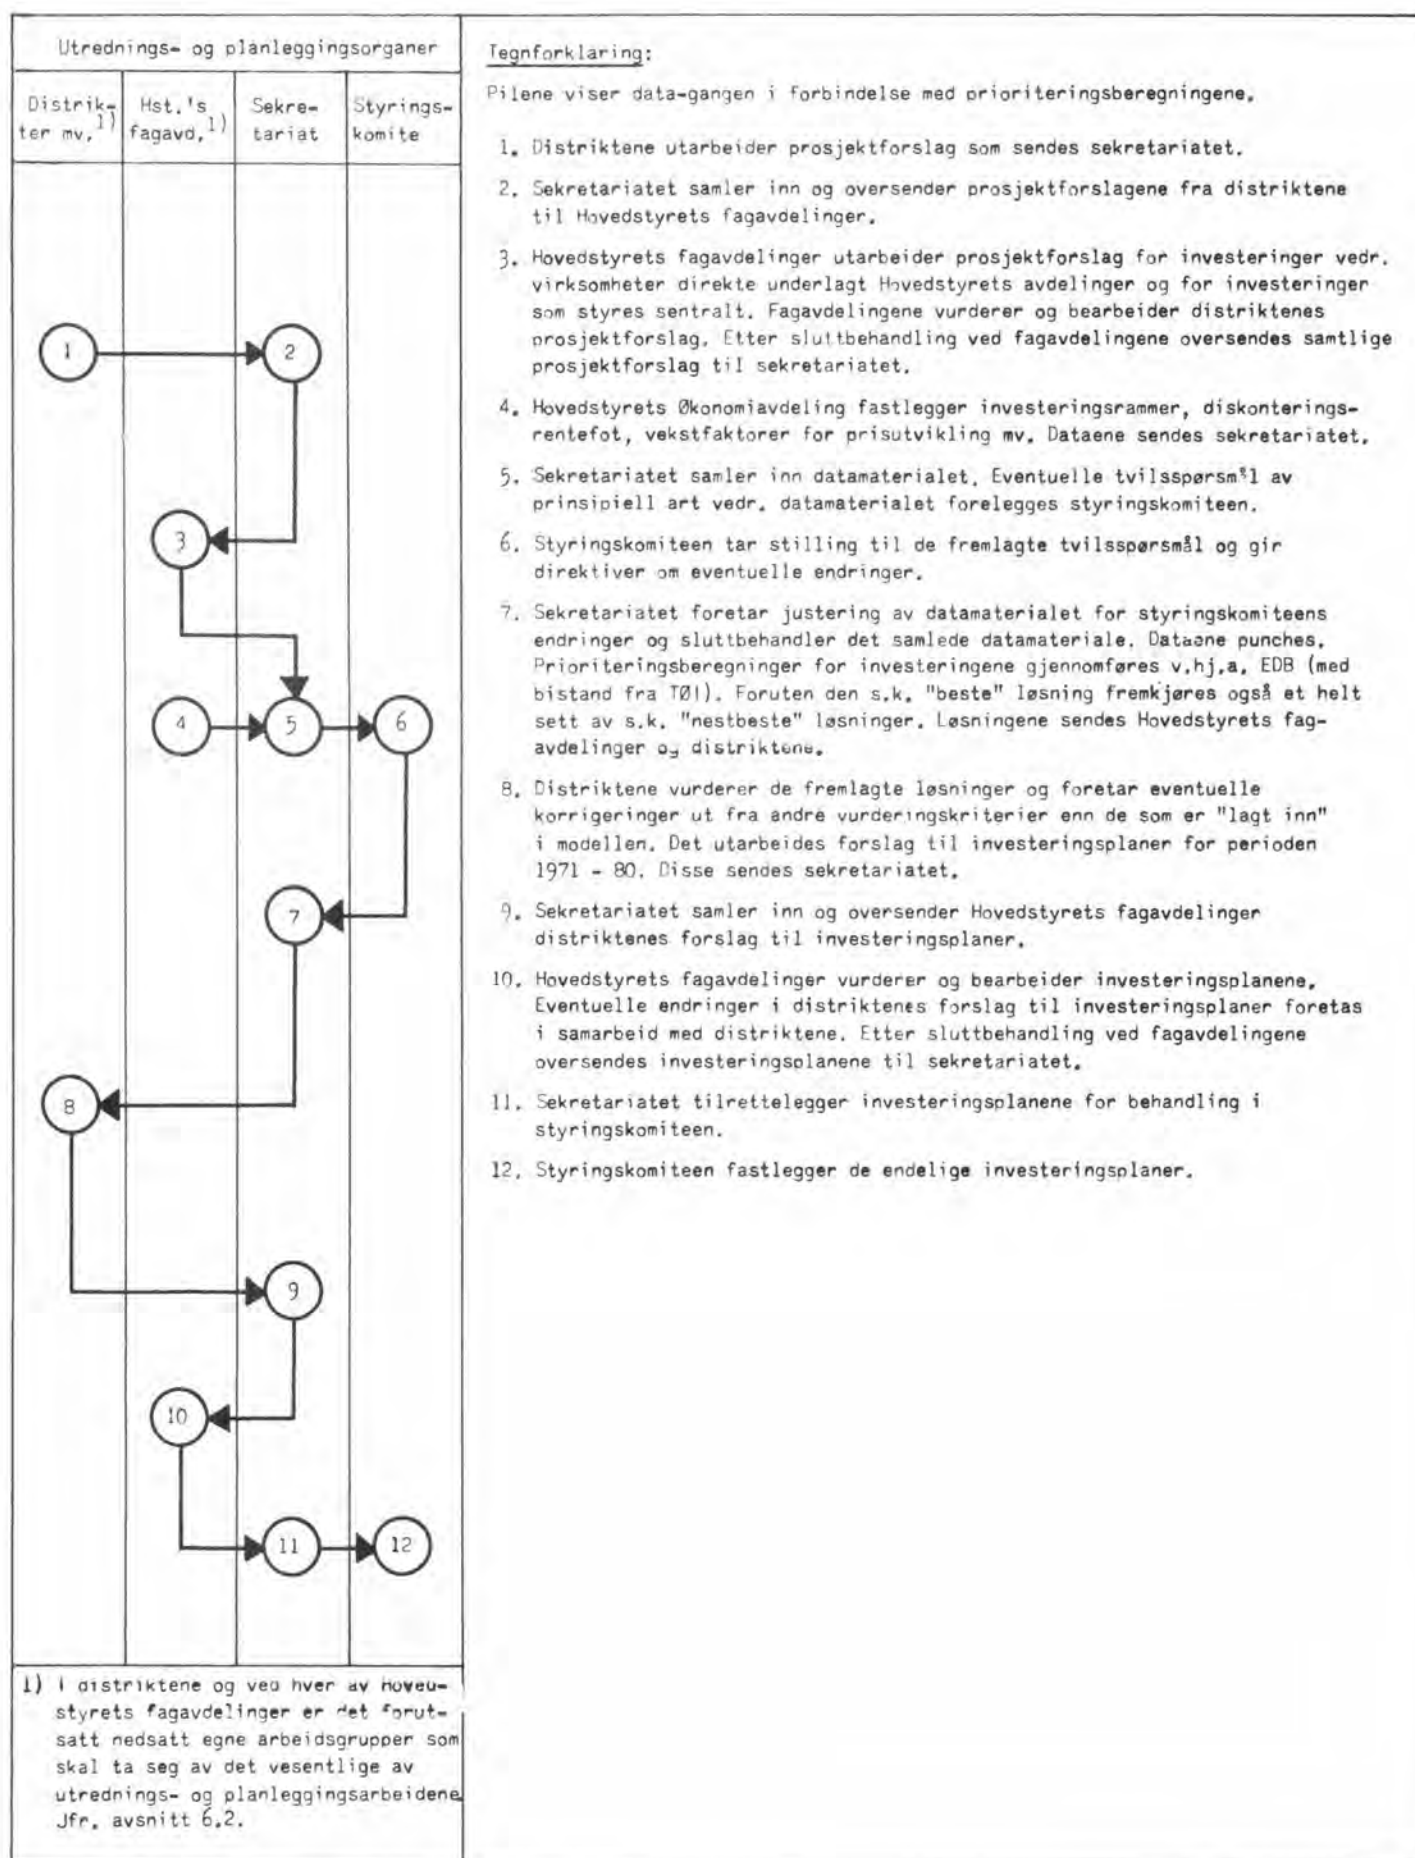 Utrednings- og planleggingsorganer
Distrik-
ter mv.1)
Hst.'s
fagavd.1)
Sekre-
tariat
Styrings-
komite
1
2
3
4
5
6
7
8
9
10
11
12
1) I distriktene og ved hver av Hoved-
styrets fagavdelinger er det forut-
satt nedsatt egne arbeidsgrupper som
skal ta seg av det vesentlige av
utrednings- og planleggingsarbeidene
Jfr. avsnitt 6.2.
Tegnforklaring:
Pilene viser data-gangen i forbindelse med prioriteringsberegningene.
1. Distriktene utarbeider prosjektforslag som sendes sekretariatet.
2. Sekretariatet samler inn og oversender prosjektforslagene fra distriktene
til Hovedstyrets fagavdelinger.
3. Hovedstyrets fagavdelinger utarbeider prosjektforslag for investeringer vedr.
virksomheter direkte underlagt Hovedstyrets avdelinger og for investeringer
som styres sentralt. Fagavdelingene vurderer og bearbeider distriktenes
prosjektforslag. Etter sluttbehandling ved fagavdelingene oversendes samtlige
prosjektforslag til sekretariatet.
4. Hovedstyrets Økonomiavdeling fastlegger investeringsrammer, diskonterings-
rentefot, vekstfaktorer for prisutvikling mv. Dataene sendes sekretariatet.
5. Sekretariatet samler inn datamaterialet. Eventuelle tvilsspørsmål av
prinsipiell art vedr. datamaterialet forelegges styringskomiteen.
6. Styringskomiteen tar stilling til de fremlagte tvilsspørsmål og gir
direktiver om eventuelle endringer.
7. Sekretariatet foretar justering av datamaterialet for styringskomiteens
endringer og sluttbehandler det samlede datamateriale. Dataene punches.
Prioriteringsberegninger for investeringene gjennomføres v.hj.a. EDB (med
bistand fra TØI). Foruten den s.k. "beste" løsning fremkjøres også et helt
sett av s.k. "nestbeste" løsninger. Løsningene sendes Hovedstyrets fag-
avdelinger og distriktene.
8. Distriktene vurderer de fremlagte løsninger og foretar eventuelle
korrigeringer ut fra andre vurderingskriterier enn de som er "lagt inn"
i modellen. Det utarbeides forslag til investeringsplaner for perioden
1971 - 80. Disse sendes sekretariatet.
9. Sekretariatet samler inn og oversender Hovedstyrets fagavdelinger
distriktenes forslag til investeringsplaner.
10. Hovedstyrets fagavdelinger vurderer og bearbeider investeringsplanene.
Eventuelle endringer i distriktenes forslag til investeringsplaner foretas
i samarbeid med distriktene. Etter sluttbehandling ved fagavdelingene
oversendes investeringsplanene til sekretariatet.
11. Sekretariatet tilrettelegger investeringsplanene for behandling i
styringskomiteen.
12. Styringskomiteen fastlegger de endelige investeringsplaner.